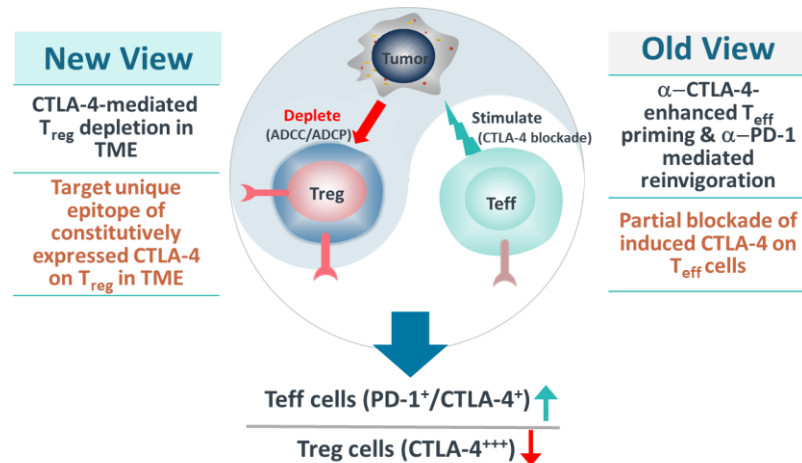 New View
CTLA-4-mediated
Treg depletion in
TME
Target unique
epitope of
constitutively
expressed CTLA-4
on Treg in TME
Tumor
Deplete
(ADCC/ADCP)
Stimulate
(CTLA-4 blockade)
Treg
Teff
Old View
α–CTLA-4-
enhanced Teff
priming & α–PD-1
mediated
reinvigoration
Partial blockade of
induced CTLA-4 on
Teff cells
Teff cells (PD-1⁺/CTLA-4⁺)
Treg cells (CTLA-4⁺⁺⁺)